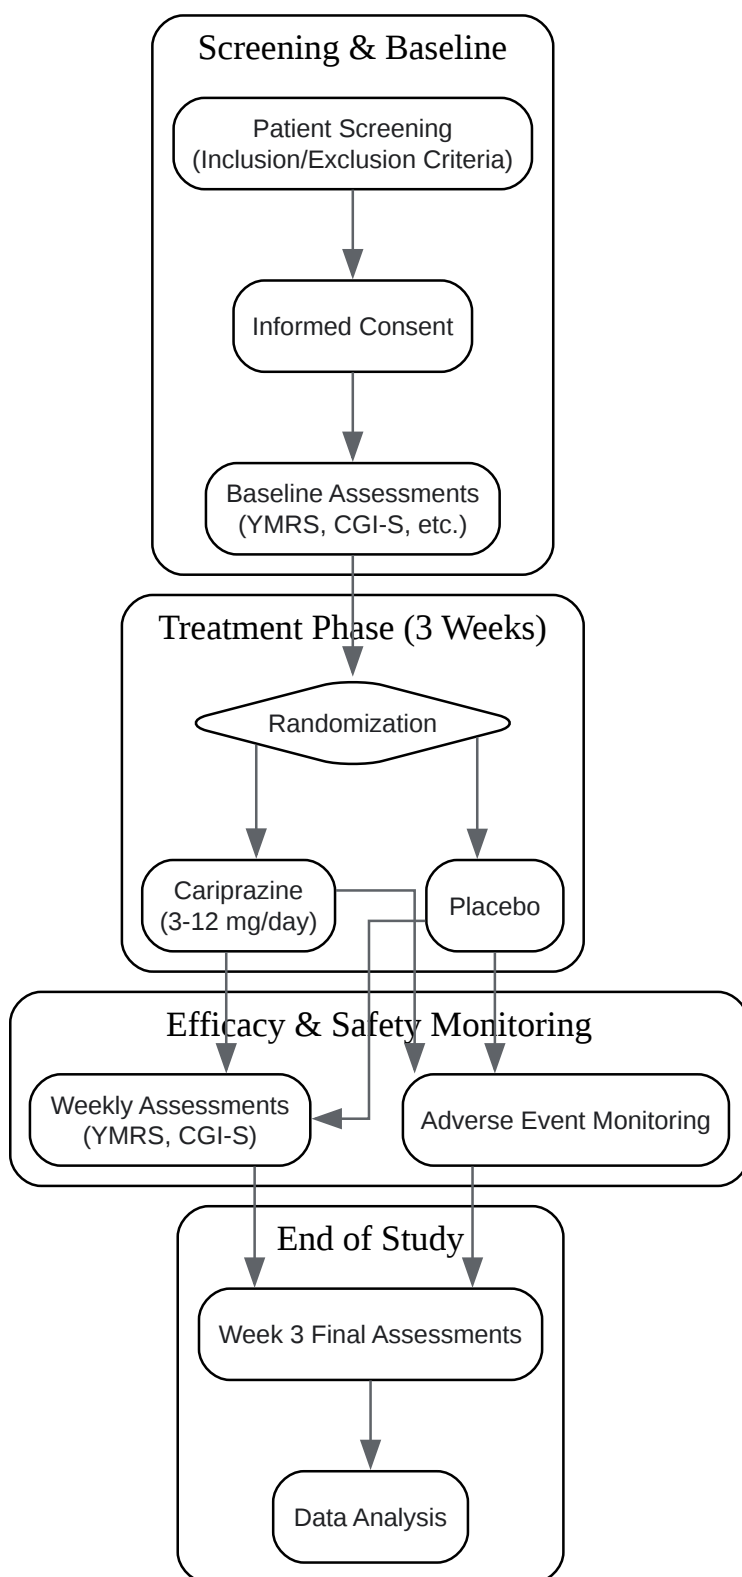 Screening & Baseline
Patient Screening
(Inclusion/Exclusion Criteria)
Informed Consent
Baseline Assessments
(YMRS, CGI-S, etc.)
Treatment Phase (3 Weeks)
Randomization
Cariprazine
(3-12 mg/day)
Placebo
Efficacy & Safety Monitoring
Weekly Assessments
(YMRS, CGI-S)
Adverse Event Monitoring
End of Study
Week 3 Final Assessments
Data Analysis